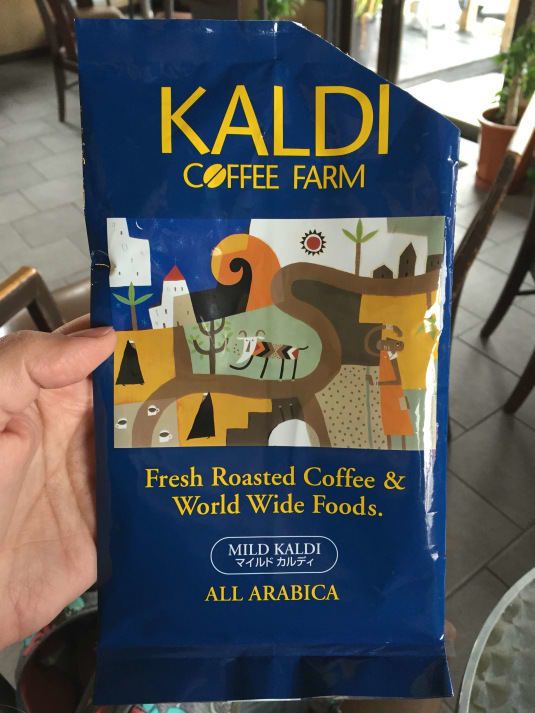 KALDI
COFFEE FARM
Fresh Roasted Coffee &
World Wide Foods.
MILD KALDI
マイルド カルディ
ALL ARABICA